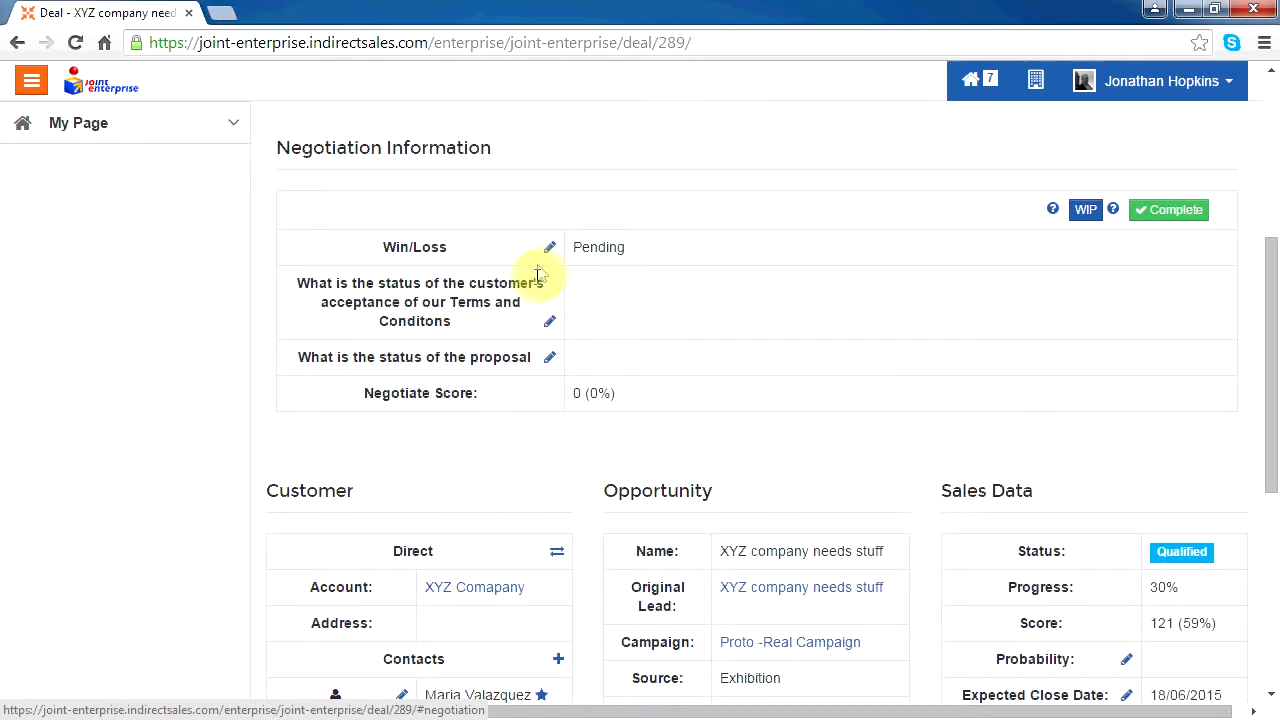 Deal - XYZ company need
https://joint-enterprise.indirectsales.com/enterprise/joint-enterprise/deal/289/
Joint
enterprise
7
Jonathan Hopkins
My Page
Negotiation Information
? WIP ? Complete
Win/Loss
Pending
What is the status of the customer's
acceptance of our Terms and
Conditons
What is the status of the proposal
Negotiate Score:
0 (0%)
Customer
Direct
Account:
XYZ Comapany
Address:
Contacts
Maria Valazquez
Opportunity
Name:
XYZ company needs stuff
Original
Lead:
XYZ company needs stuff
Campaign:
Proto -Real Campaign
Source:
Exhibition
Sales Data
Status:
Qualified
Progress:
30%
Score:
121 (59%)
Probability:
Expected Close Date:
18/06/2015
https://joint-enterprise.indirectsales.com/enterprise/joint-enterprise/deal/289/#negotiation